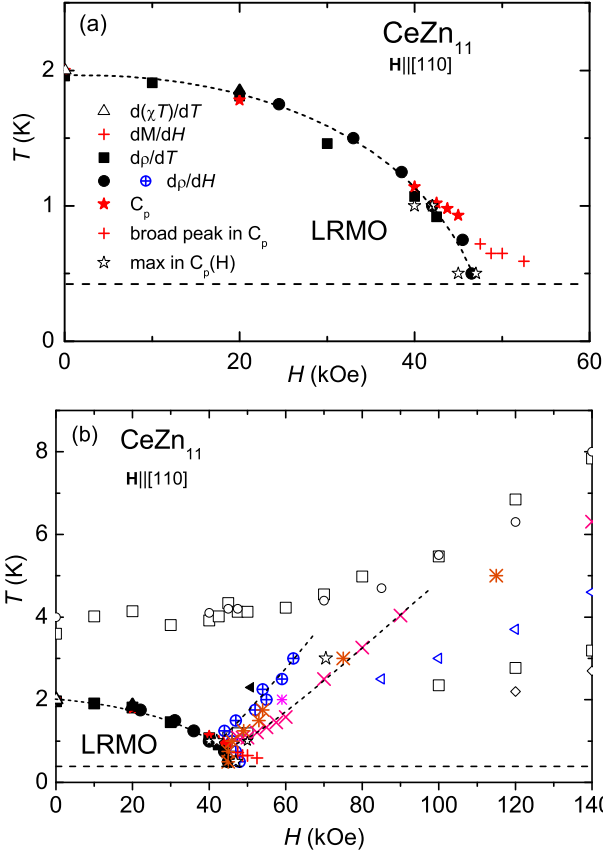 (a)
CeZn11
H||[110]
2
1
0
T (K)
d(χT)/dT
dM/dH
dρ/dT
dρ/dH
Cp
broad peak in Cp
max in Cp(H)
LRMO
0 20 40 60
H (kOe)
(b)
CeZn11
H||[110]
8
6
4
2
0
T (K)
LRMO
0 20 40 60 80 100 120 140
H (kOe)